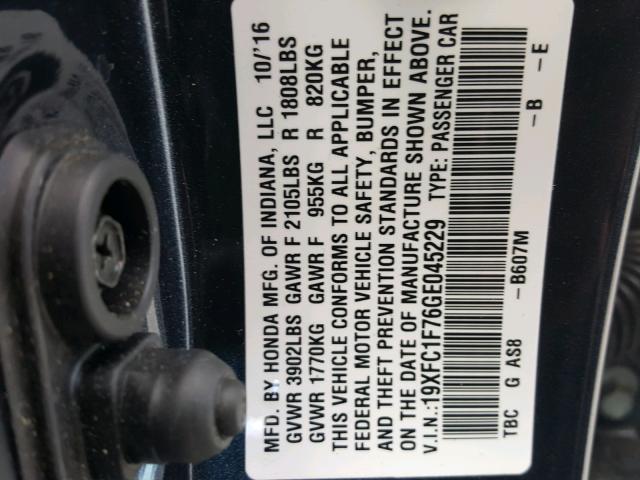 MFD. BY HONDA MFG. OF INDIANA, LLC 10/'16
GVWR 3902LBS GAWR F 2105LBS R 1808LBS
GVWR 1770KG GAWR F 955KG R 820KG
THIS VEHICLE CONFORMS TO ALL APPLICABLE
FEDERAL MOTOR VEHICLE SAFETY, BUMPER,
AND THEFT PREVENTION STANDARDS IN EFFECT
ON THE DATE OF MANUFACTURE SHOWN ABOVE.
V.I.N.:19XFC1F76GE045229 TYPE: PASSENGER CAR
TBC G AS8 -B607M -B -E